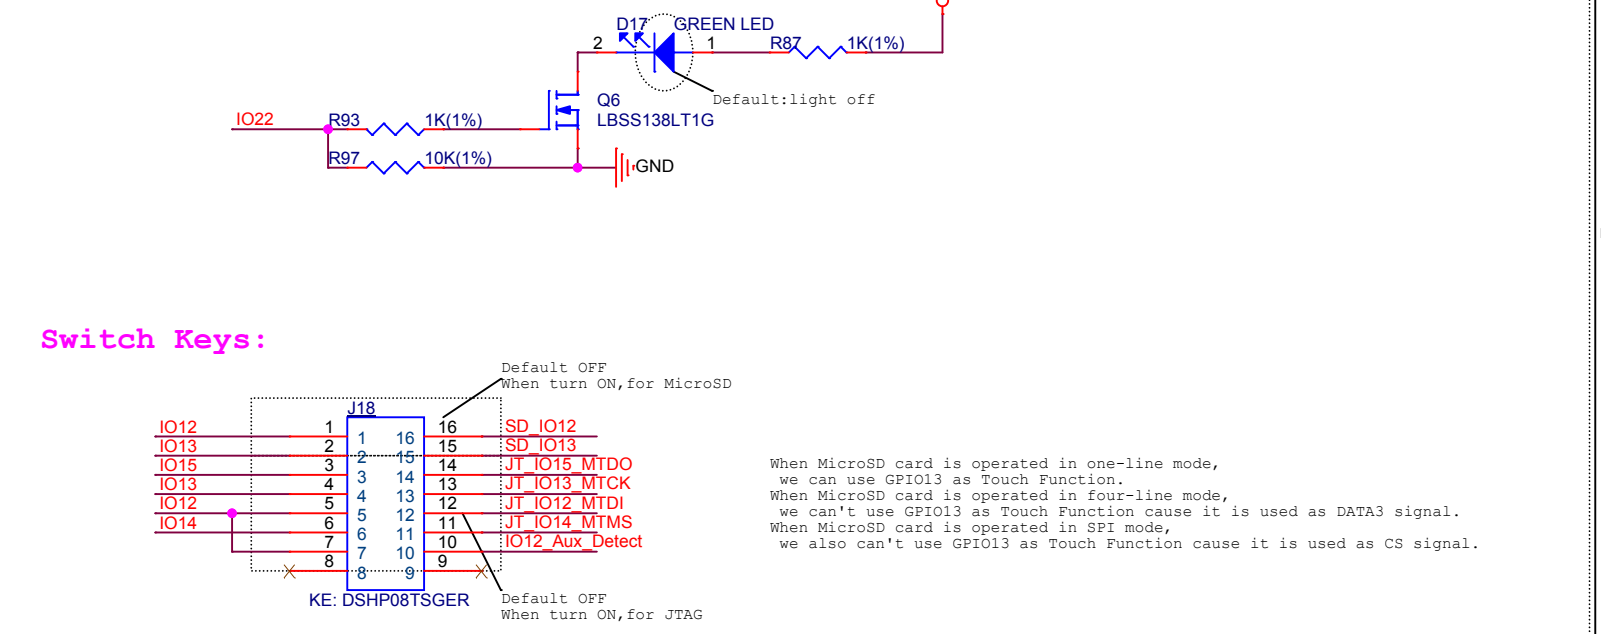 D17 GREEN LED
2
1
R87
1K(1%)
Default:light off
Q6
LBSS138LT1G
IO22
R93
1K(1%)
R97
10K(1%)
GND
Switch Keys:
Default OFF
When turn ON,for MicroSD
J18
IO12 1 1 16 16 SD_IO12
IO13 2 2 15 15 SD_IO13
IO15 3 3 14 14 JT_IO15_MTDO
IO13 4 4 13 13 JT_IO13_MTCK
IO12 5 5 12 12 JT_IO12_MTDI
IO14 6 6 11 11 JT_IO14_MTMS
7 7 10 10 IO12_Aux_Detect
8 8 9 9
KE: DSHP08TSGER
Default OFF
When turn ON,for JTAG
When MicroSD card is operated in one-line mode,
we can use GPIO13 as Touch Function.
When MicroSD card is operated in four-line mode,
we can't use GPIO13 as Touch Function cause it is used as DATA3 signal.
When MicroSD card is operated in SPI mode,
we also can't use GPIO13 as Touch Function cause it is used as CS signal.